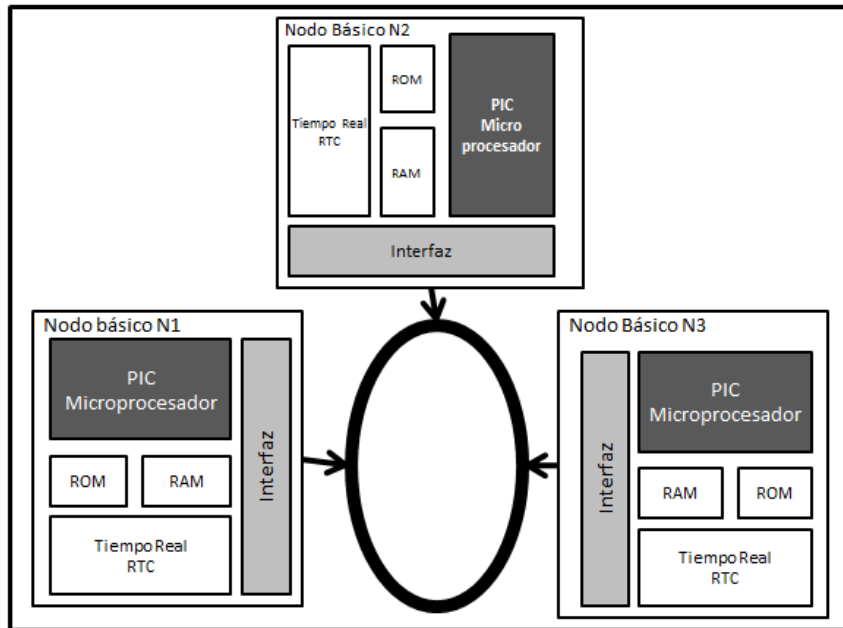 Nodo Básico N2
Tiempo Real
RTC
ROM
RAM
PIC
Micro
procesador
Interfaz
Nodo básico N1
PIC
Microprocesador
ROM
RAM
Tiempo Real
RTC
Interfaz
Nodo Básico N3
Interfaz
PIC
Microprocesador
RAM
ROM
Tiempo Real
RTC